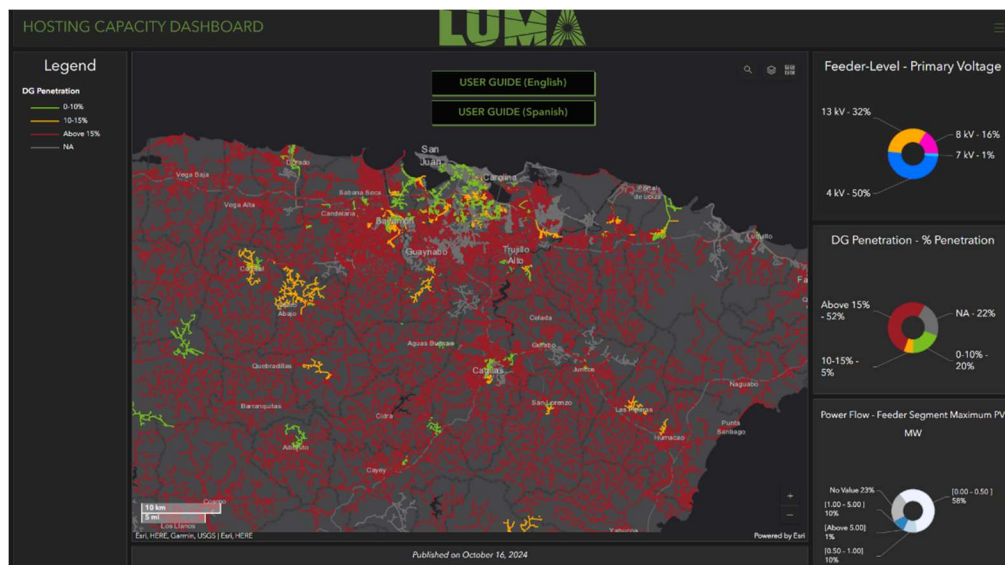 HOSTING CAPACITY DASHBOARD
LUMA
Legend
DG Penetration
0-10%
10-15%
Above 15%
NA
USER GUIDE (English)
USER GUIDE (Spanish)
San
Juan
Carolina
Dorado
Vega Baja
Sabana Seca
Vega Alta
Candelaria
Bayamón
Guaynabo
Trujillo
Alto
Luquillo
Fa
Corozal
Abajo
Celada
Aguas Buenas
Gurabo
Caguas
Juncos
Quebradillas
Naguabo
Barranquitas
Cidra
San Lorenzo
Las Piedras
Punta
Santiago
Humacao
Aibonito
Cayey
10 km
5 mi
Los Llanos
Yabucoa
Esri, HERE, Garmin, USGS | Esri, HERE
Powered by Esri
Published on October 16, 2024
Feeder-Level - Primary Voltage
13 kV - 32%
8 kV - 16%
7 kV - 1%
4 kV - 50%
DG Penetration - % Penetration
Above 15%
- 52%
NA - 22%
10-15% -
5%
0-10% -
20%
Power Flow - Feeder Segment Maximum PV
MW
No Value 23%
[0.00 - 0.50 ]
58%
[1.00 - 5.00 ]
10%
[Above 5.00]
1%
[0.50 - 1.00]
10%